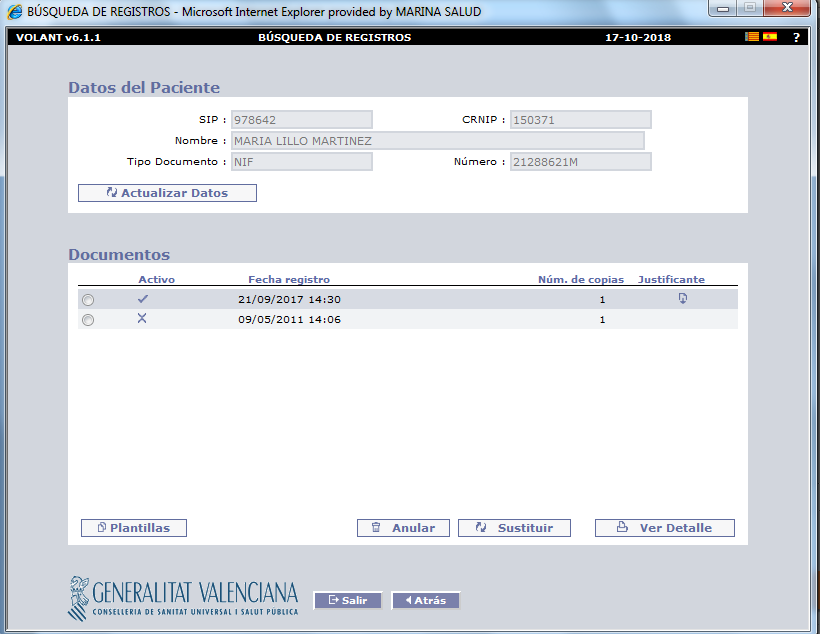 BÚSQUEDA DE REGISTROS - Microsoft Internet Explorer provided by MARINA SALUD
VOLANT v6.1.1 BÚSQUEDA DE REGISTROS 17-10-2018 ?
Datos del Paciente
SIP : 978642 CRNIP : 150371
Nombre : MARIA LILLO MARTINEZ
Tipo Documento : NIF Número : 21288621M
Actualizar Datos
Documentos
Activo Fecha registro Núm. de copias Justificante
21/09/2017 14:30 1
09/05/2011 14:06 1
Plantillas Anular Sustituir Ver Detalle
GENERALITAT VALENCIANA
CONSELLERIA DE SANITAT UNIVERSAL I SALUT PÚBLICA
Salir Atrás